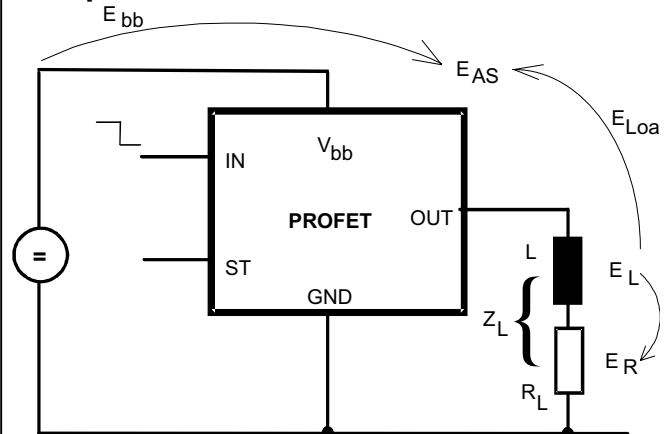 E bb
E AS
E Loa
IN
V bb
PROFET
OUT
ST
GND
L
E L
Z L
E R
R L
=